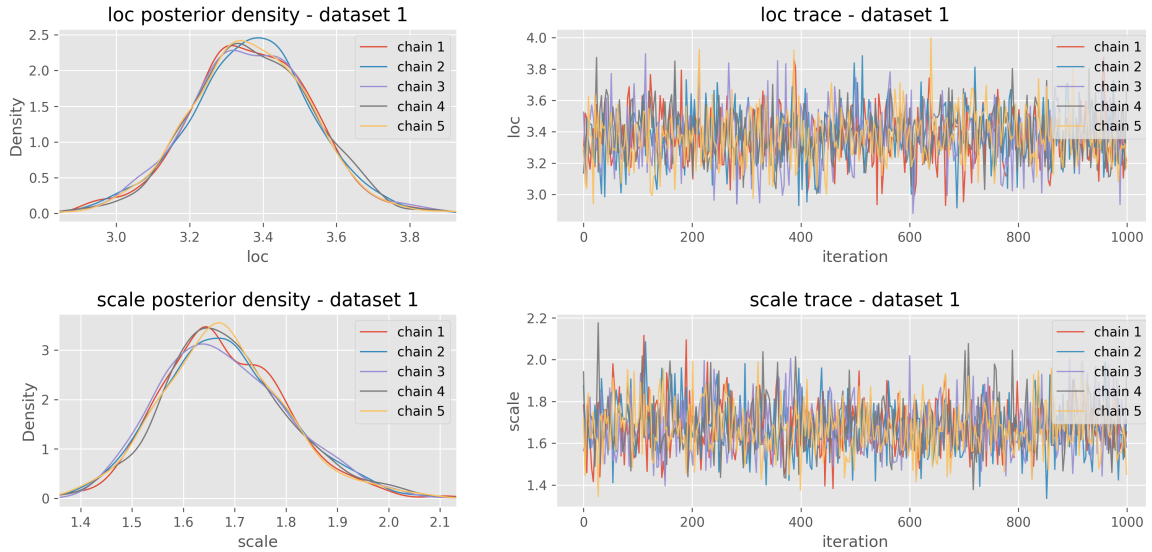 loc posterior density - dataset 1
2.5
2.0
1.5
1.0
0.5
0.0
Density
3.0 3.2 3.4 3.6 3.8
loc
chain 1
chain 2
chain 3
chain 4
chain 5
loc trace - dataset 1
4.0
3.8
3.6
3.4
3.2
3.0
loc
0 200 400 600 800 1000
iteration
chain 1
chain 2
chain 3
chain 4
chain 5
scale posterior density - dataset 1
3
2
1
0
Density
1.4 1.5 1.6 1.7 1.8 1.9 2.0 2.1
scale
chain 1
chain 2
chain 3
chain 4
chain 5
scale trace - dataset 1
2.2
2.0
1.8
1.6
1.4
scale
0 200 400 600 800 1000
iteration
chain 1
chain 2
chain 3
chain 4
chain 5